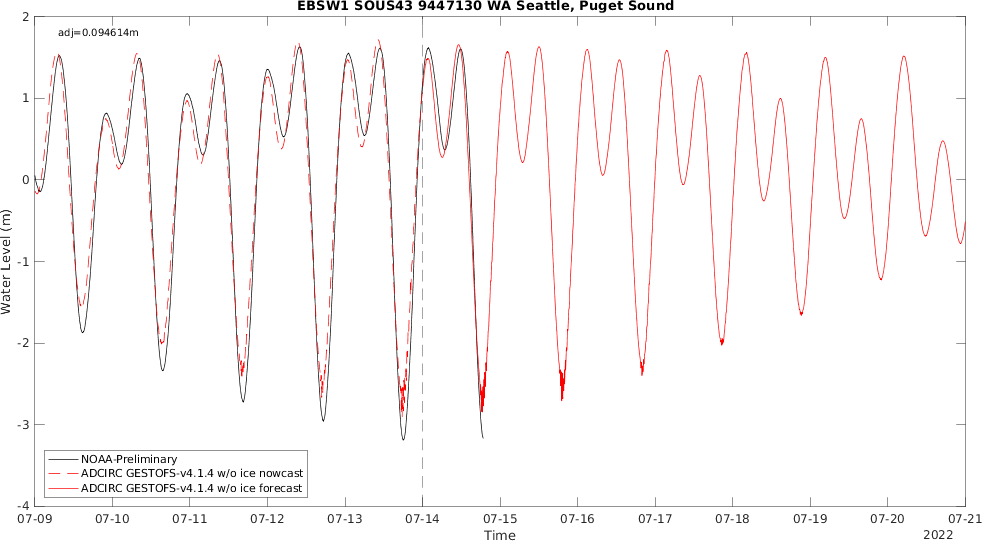 EBSW1 SOUS43 9447130 WA Seattle, Puget Sound
adj=0.094614m
2
1
0
-1
-2
-3
-4
Water Level (m)
NOAA-Preliminary
ADCIRC GESTOFS-v4.1.4 w/o ice nowcast
ADCIRC GESTOFS-v4.1.4 w/o ice forecast
07-09 07-10 07-11 07-12 07-13 07-14 07-15 07-16 07-17 07-18 07-19 07-20 07-21
Time
2022